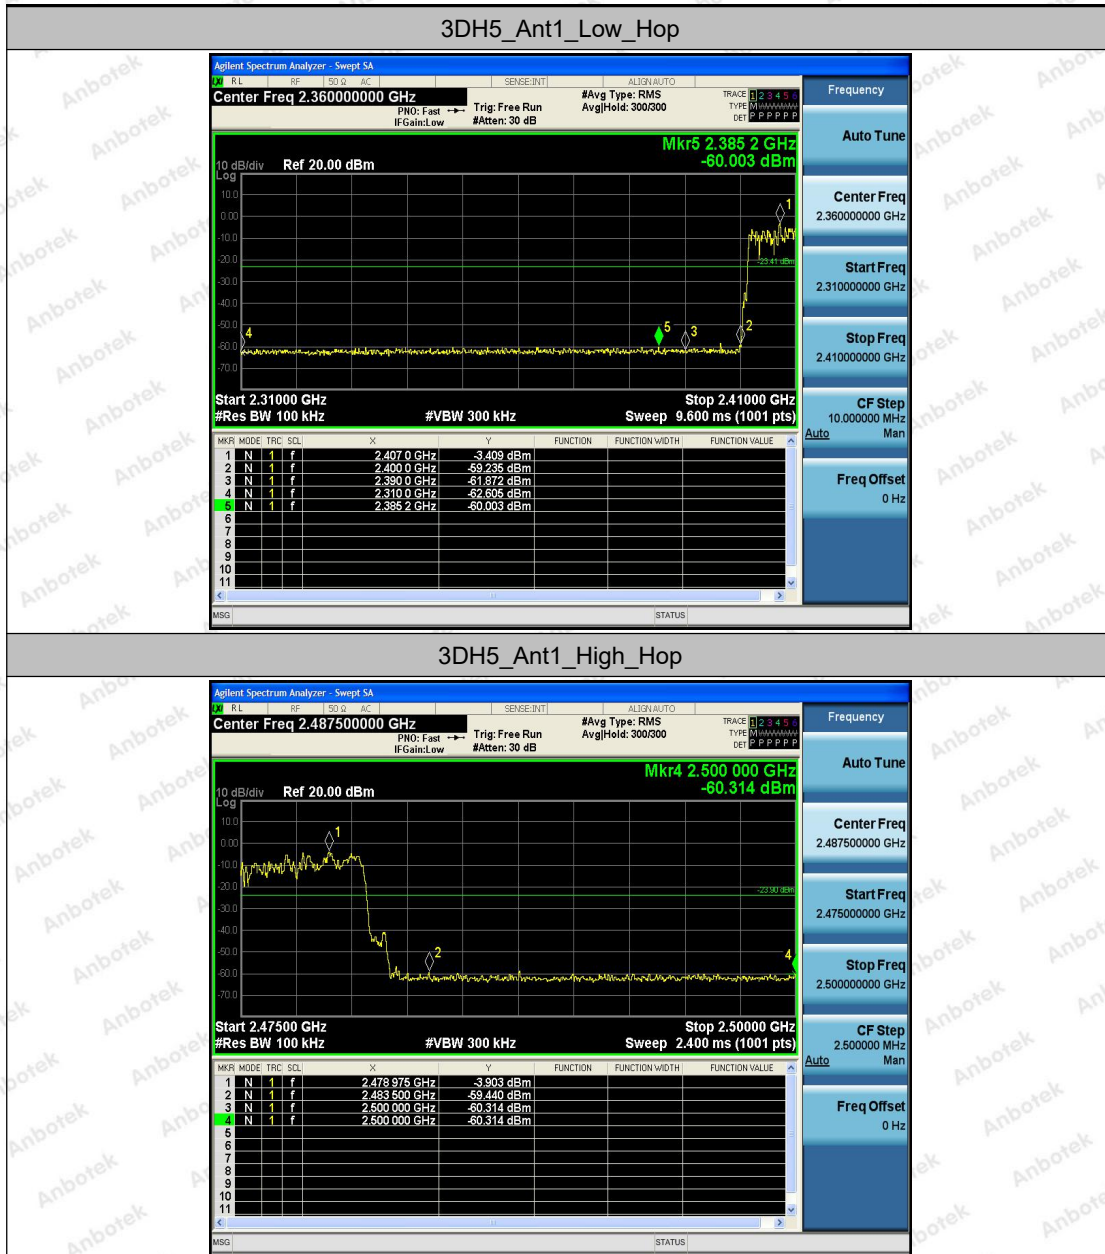 3DH5_Ant1_Low_Hop
Agilent Spectrum Analyzer - Swept SA
RL RF 50 Ω AC SENSE:INT ALIGN AUTO
Center Freq 2.360000000 GHz
PNO: Fast
IFGain:Low
Trig: Free Run
#Atten: 30 dB
#Avg Type: RMS
Avg|Hold: 300/300
TRACE 1 2 3 4 5 6
TYPE M
DET P P P P P P
Mkr5 2.385 2 GHz
-60.003 dBm
10 dB/div Ref 20.00 dBm
Log
10.0
0.00
-10.0
-20.0
-30.0
-40.0
-50.0
-60.0
-70.0
-23.41 dBm
1
2
3
4
5
Start 2.31000 GHz Stop 2.41000 GHz
#Res BW 100 kHz #VBW 300 kHz Sweep 9.600 ms (1001 pts)
MKR MODE TRC SCL X Y FUNCTION FUNCTION WIDTH FUNCTION VALUE
1 N 1 f 2.407 0 GHz -3.409 dBm
2 N 1 f 2.400 0 GHz -59.235 dBm
3 N 1 f 2.390 0 GHz -61.872 dBm
4 N 1 f 2.310 0 GHz -62.605 dBm
5 N 1 f 2.385 2 GHz -60.003 dBm
6
7
8
9
10
11
MSG STATUS
Frequency
Auto Tune
Center Freq
2.360000000 GHz
Start Freq
2.310000000 GHz
Stop Freq
2.410000000 GHz
CF Step
10.000000 MHz
Auto Man
Freq Offset
0 Hz
3DH5_Ant1_High_Hop
Agilent Spectrum Analyzer - Swept SA
RL RF 50 Ω AC SENSE:INT ALIGN AUTO
Center Freq 2.487500000 GHz
PNO: Fast
IFGain:Low
Trig: Free Run
#Atten: 30 dB
#Avg Type: RMS
Avg|Hold: 300/300
TRACE 1 2 3 4 5 6
TYPE M
DET P P P P P P
Mkr4 2.500 000 GHz
-60.314 dBm
10 dB/div Ref 20.00 dBm
Log
10.0
0.00
-10.0
-20.0
-30.0
-40.0
-50.0
-60.0
-70.0
-23.90 dBm
1
2
4
Start 2.47500 GHz Stop 2.50000 GHz
#Res BW 100 kHz #VBW 300 kHz Sweep 2.400 ms (1001 pts)
MKR MODE TRC SCL X Y FUNCTION FUNCTION WIDTH FUNCTION VALUE
1 N 1 f 2.478 975 GHz -3.903 dBm
2 N 1 f 2.483 500 GHz -59.440 dBm
3 N 1 f 2.500 000 GHz -60.314 dBm
4 N 1 f 2.500 000 GHz -60.314 dBm
5
6
7
8
9
10
11
MSG STATUS
Frequency
Auto Tune
Center Freq
2.487500000 GHz
Start Freq
2.475000000 GHz
Stop Freq
2.500000000 GHz
CF Step
2.500000 MHz
Auto Man
Freq Offset
0 Hz
Anbotek